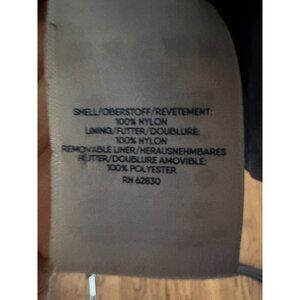 SHELL/OBERSTOFF/REVETEMENT:
100% NYLON
LINING/FUTTER/DOUBLURE:
100% NYLON
REMOVABLE LINER/HERAUSNEHMBARES
FUTTER/DOUBLURE AMOVIBLE:
100% POLYESTER
RN 62830